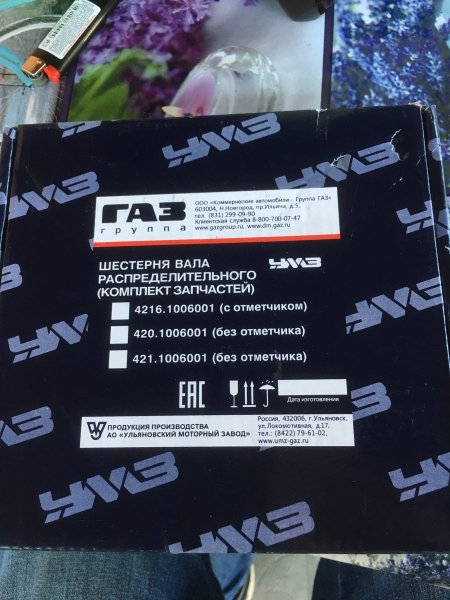 УМЗ
УМЗ
УМЗ
ГАЗ
группа
ООО «Коммерческие автомобили - Группа ГАЗ»
603004, Н.Новгород, пр.Ильича, д.5,
тел. (831) 299-09-90
Клиентская служба 8-800-700-07-47
www.gazgroup.ru, www.dm.gaz.ru
ШЕСТЕРНЯ ВАЛА
РАСПРЕДЕЛИТЕЛЬНОГО
(КОМПЛЕКТ ЗАПЧАСТЕЙ)
УМЗ
4216.1006001 (с отметчиком)
420.1006001 (без отметчика)
421.1006001 (без отметчика)
EAC
Дата изготовления
ПРОДУКЦИЯ ПРОИЗВОДСТВА
АО «УЛЬЯНОВСКИЙ МОТОРНЫЙ ЗАВОД»
Россия, 432006, г.Ульяновск,
ул.Локомотивная, д.17,
тел.: (8422) 79-61-02,
www.umz-gaz.ru
УМЗ
УМЗ
УМЗ
УМЗ
УМЗ